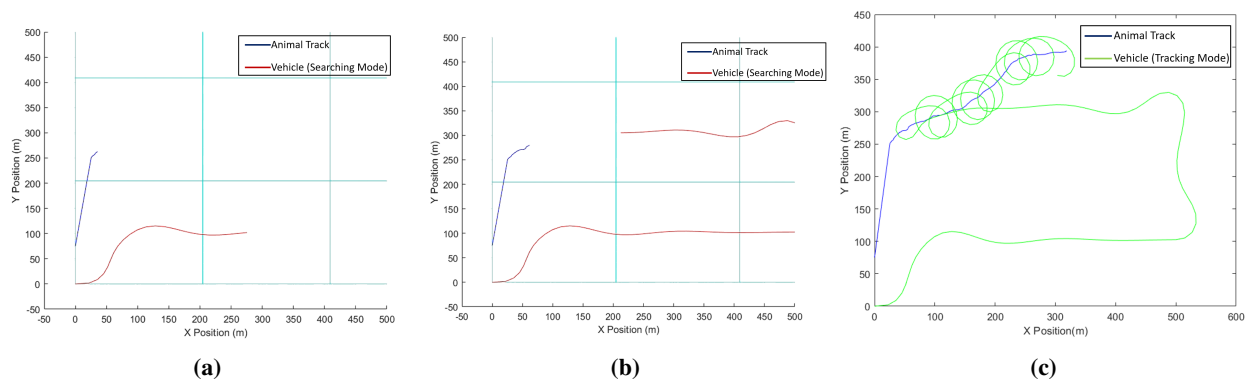 500
450
400
350
300
250
200
150
100
50
0
-50
Y Position (m)
-50 0 50 100 150 200 250 300 350 400 450 500
X Position (m)
Animal Track
Vehicle (Searching Mode)
(a)
500
450
400
350
300
250
200
150
100
50
0
-50
Y Position (m)
-50 0 50 100 150 200 250 300 350 400 450 500
X Position (m)
Animal Track
Vehicle (Searching Mode)
(b)
450
400
350
300
250
200
150
100
50
0
Y Position (m)
0 100 200 300 400 500 600
X Position(m)
Animal Track
Vehicle (Tracking Mode)
(c)